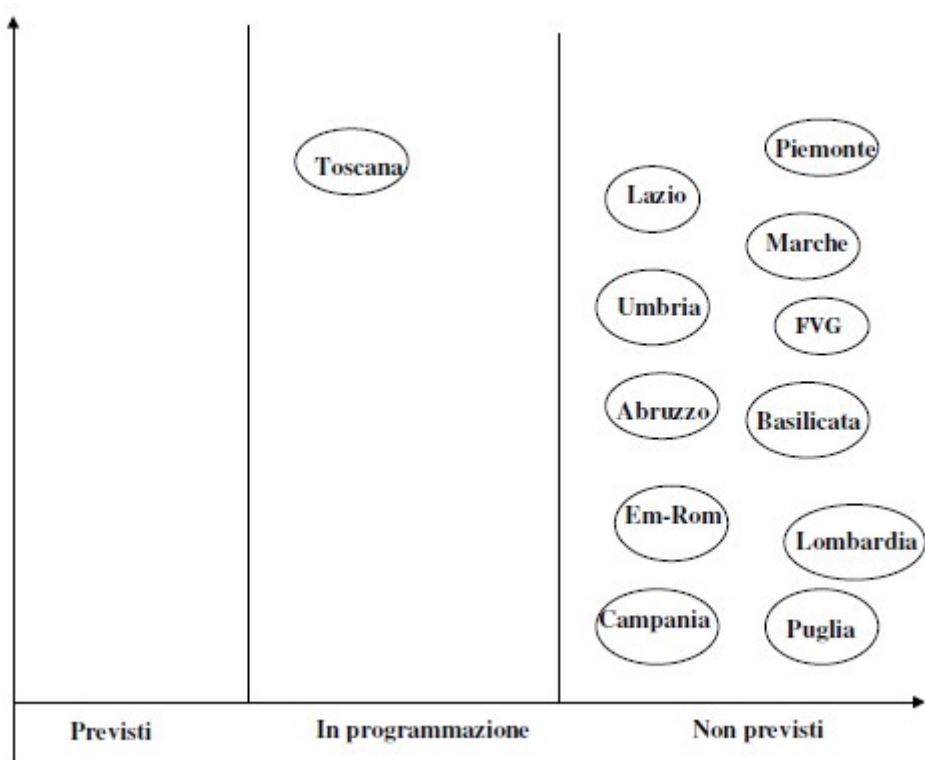 Toscana
Piemonte
Lazio
Marche
Umbria
FVG
Abruzzo
Basilicata
Em-Rom
Lombardia
Campania
Puglia
Previsti
In programmazione
Non previsti